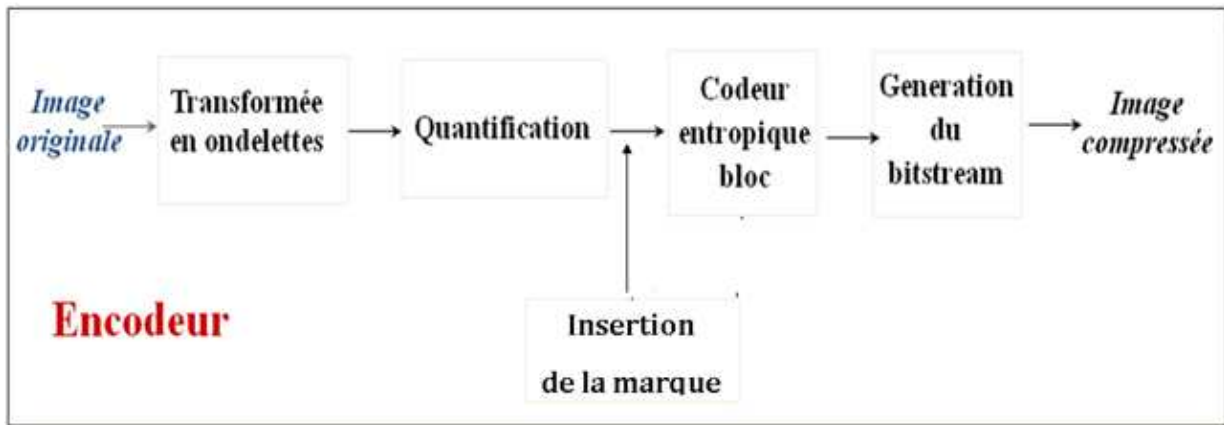 Image
originale
Transformée
en ondelettes
Quantification
Codeur
entropique
bloc
Generation
du
bitstream
Image
compressée
Encodeur
Insertion
de la marque